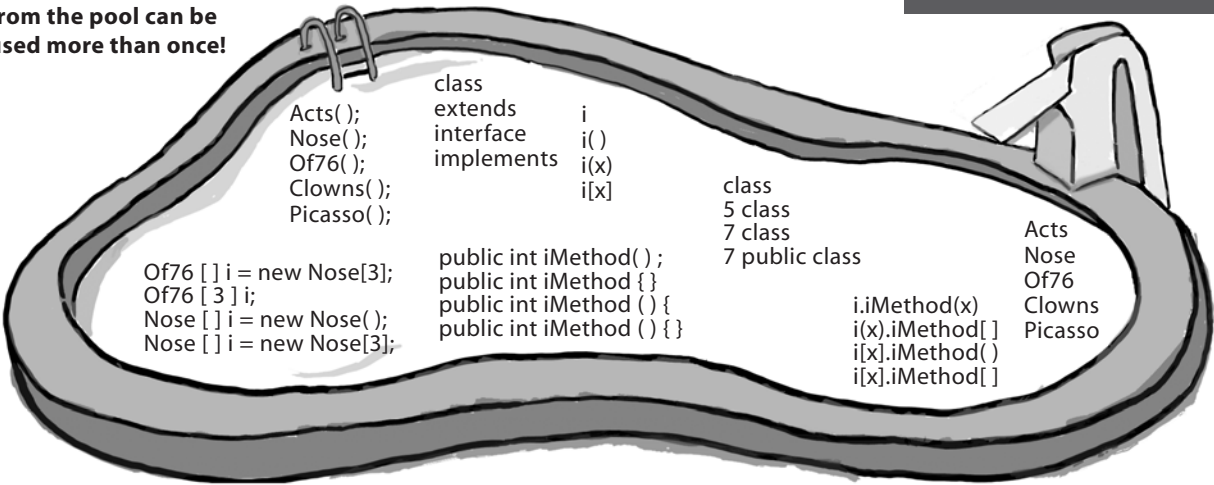 from the pool can be
used more than once!
Acts( );
Nose( );
Of76( );
Clowns( );
Picasso( );
class
extends
interface
implements
i
i( )
i(x)
i[x]
class
5 class
7 class
7 public class
Acts
Nose
Of76
Clowns
Picasso
Of76 [ ] i = new Nose[3];
Of76 [ 3 ] i;
Nose [ ] i = new Nose( );
Nose [ ] i = new Nose[3];
public int iMethod( ) ;
public int iMethod { }
public int iMethod ( ) {
public int iMethod ( ) { }
i.iMethod(x)
i(x).iMethod[ ]
i[x].iMethod( )
i[x].iMethod[ ]